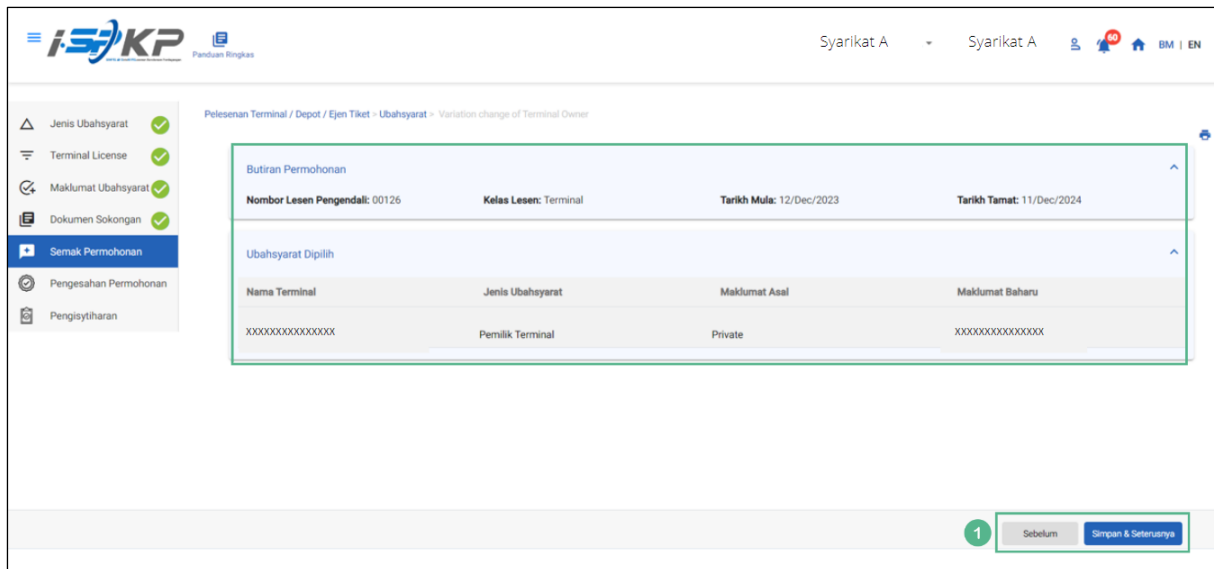 i-SPKP
Panduan Ringkas
Syarikat A
Syarikat A
60
BM | EN
Jenis Ubahsyarat
Terminal License
Maklumat Ubahsyarat
Dokumen Sokongan
Semak Permohonan
Pengesahan Permohonan
Pengisytiharan
Pelesenan Terminal / Depot / Ejen Tiket > Ubahsyarat > Variation change of Terminal Owner
Butiran Permohonan
Nombor Lesen Pengendali: 00126 Kelas Lesen: Terminal Tarikh Mula: 12/Dec/2023 Tarikh Tamat: 11/Dec/2024
Ubahsyarat Dipilih
Nama Terminal Jenis Ubahsyarat Maklumat Asal Maklumat Baharu
XXXXXXXXXXXXXXX Pemilik Terminal Private XXXXXXXXXXXXXXX
1 Sebelum Simpan & Seterusnya